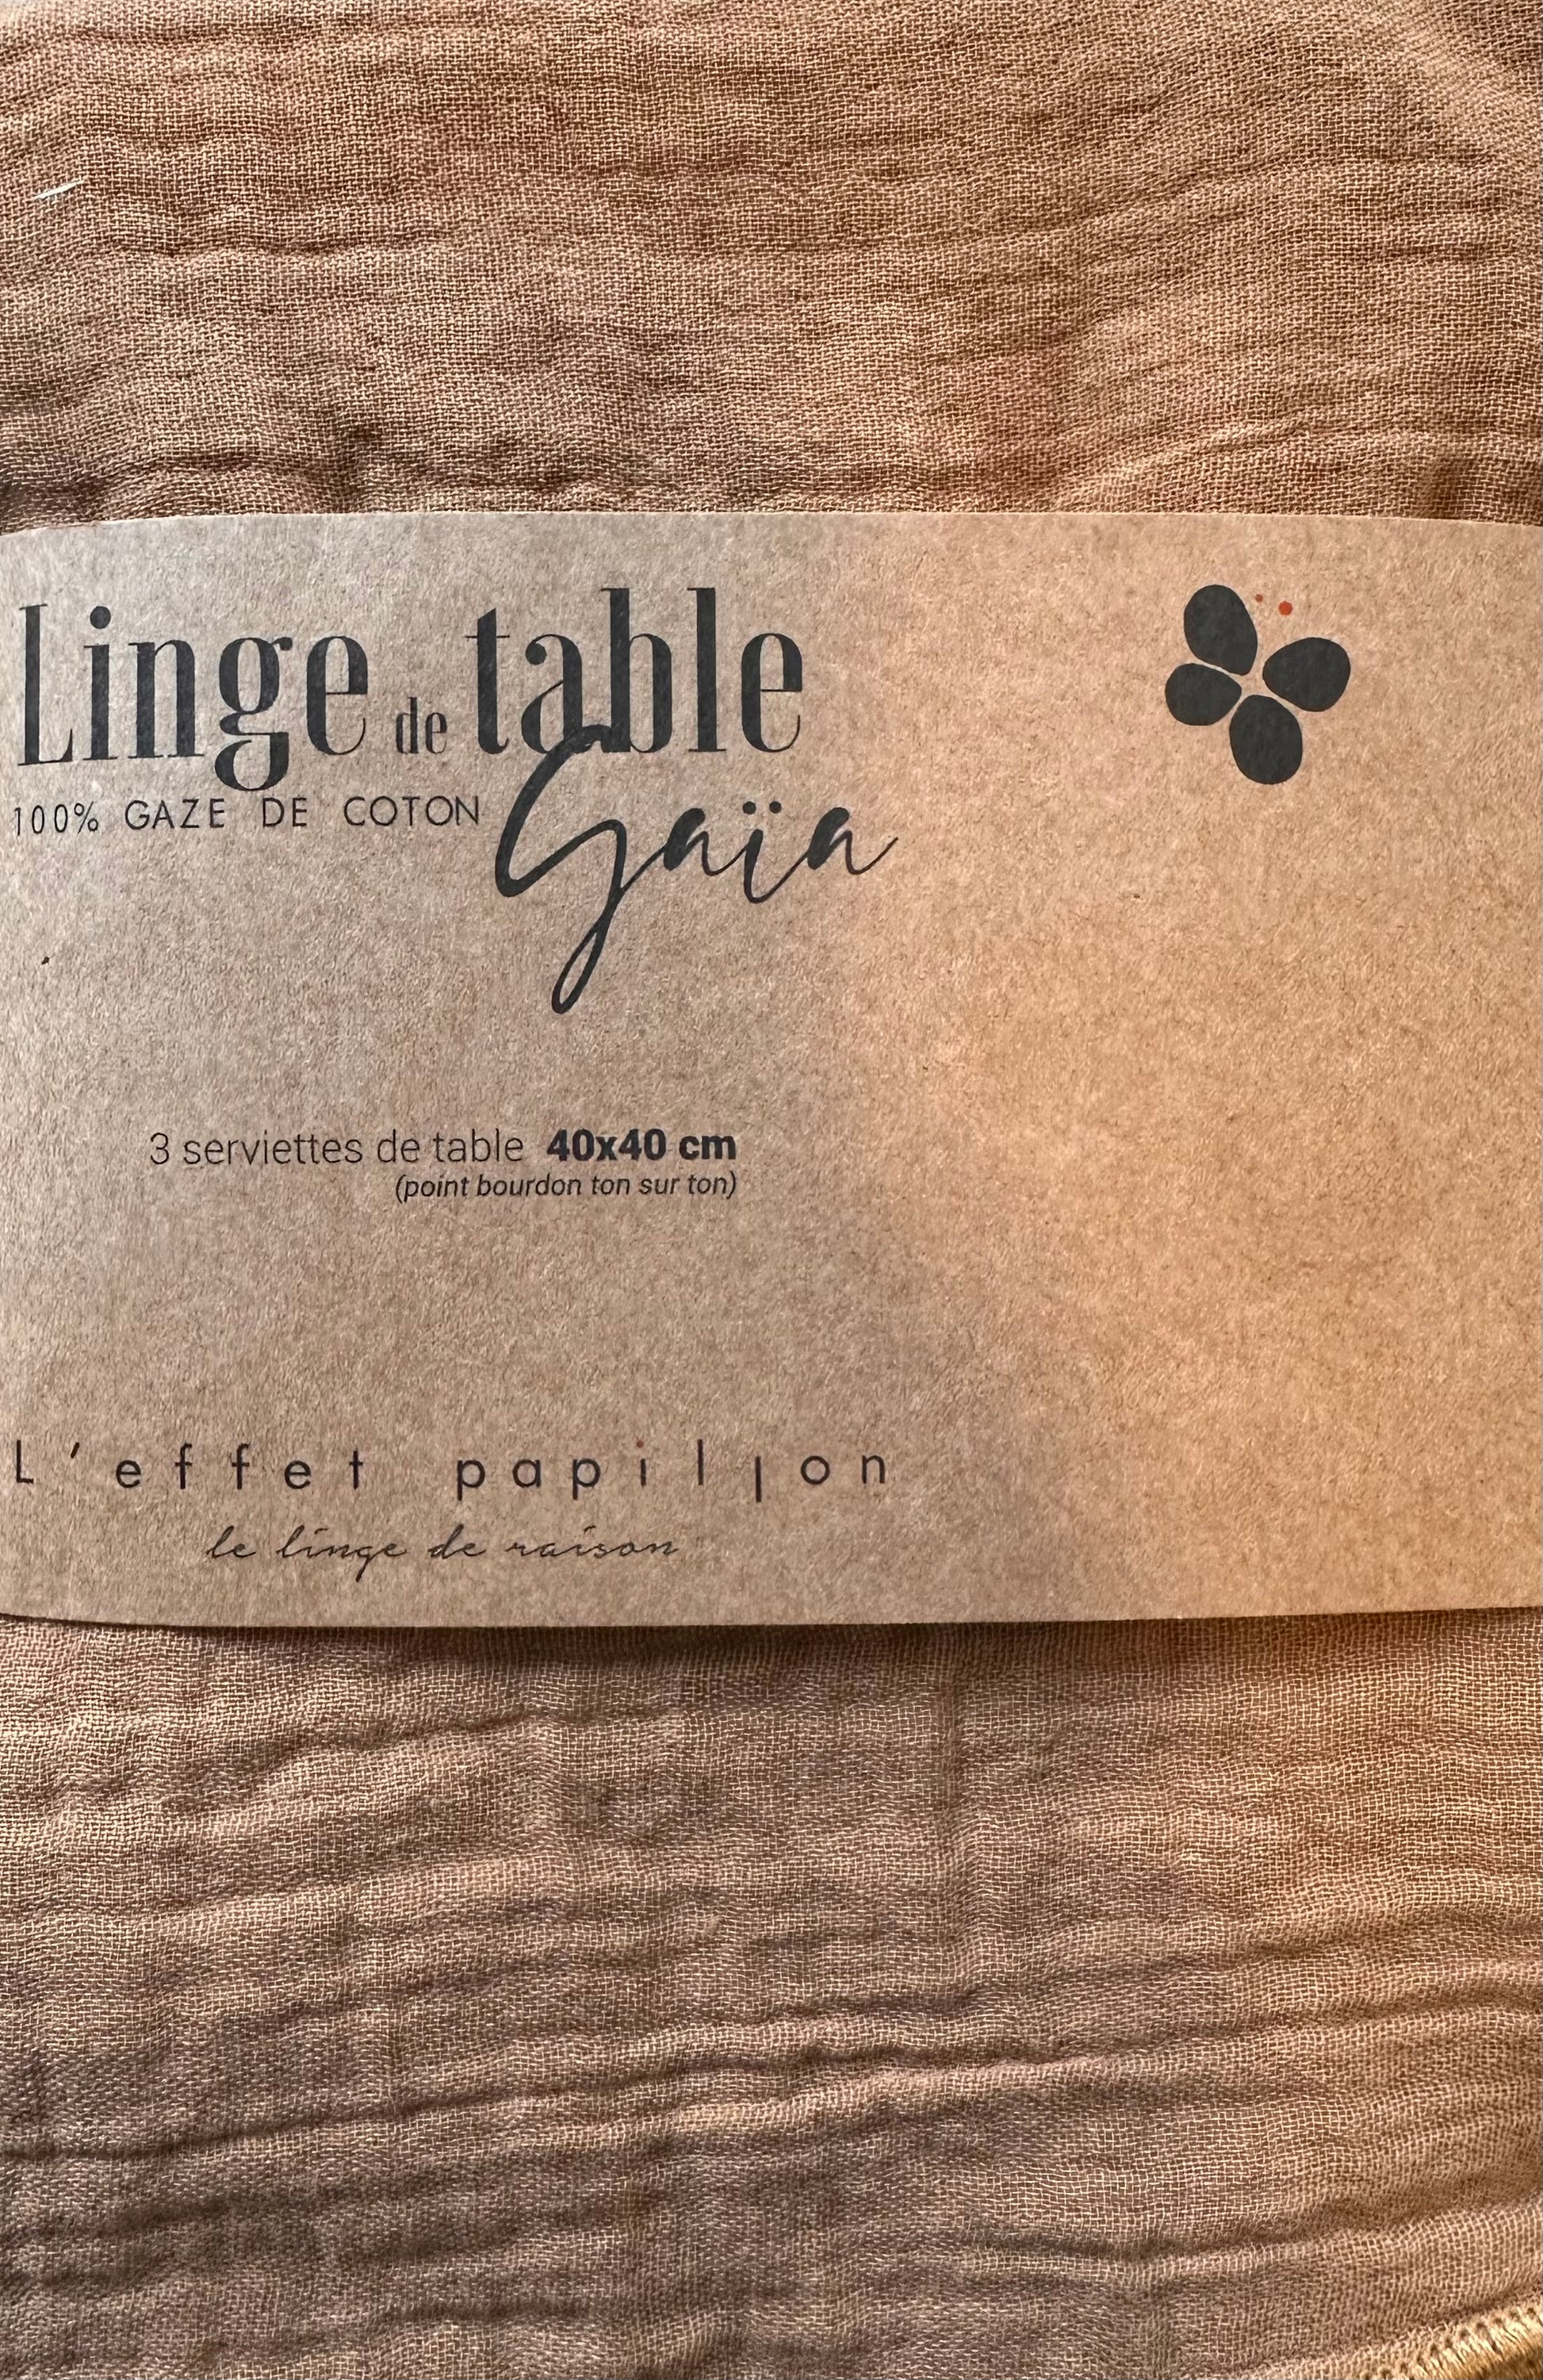 Linge de table
100% GAZE DE COTON
Gaïa
3 serviettes de table 40x40 cm
(point bourdon ton sur ton)
L'effet papillon
le linge de raison